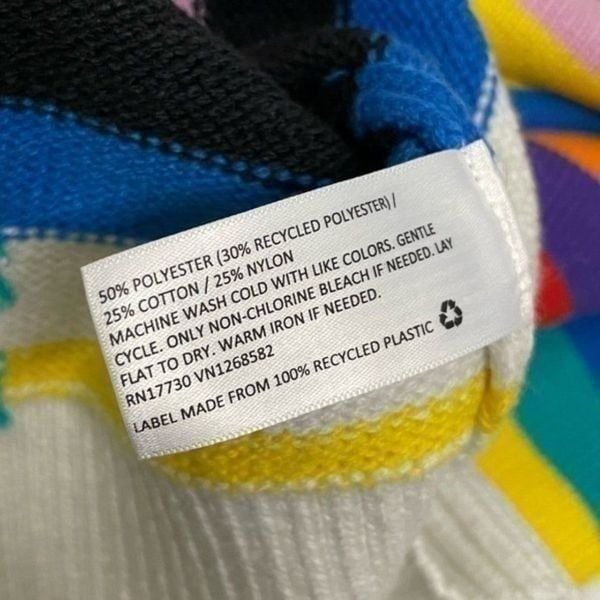 50% POLYESTER (30% RECYCLED POLYESTER) /
25% COTTON / 25% NYLON
MACHINE WASH COLD WITH LIKE COLORS. GENTLE
CYCLE. ONLY NON-CHLORINE BLEACH IF NEEDED. LAY
FLAT TO DRY. WARM IRON IF NEEDED.
RN17730 VN1268582
LABEL MADE FROM 100% RECYCLED PLASTIC